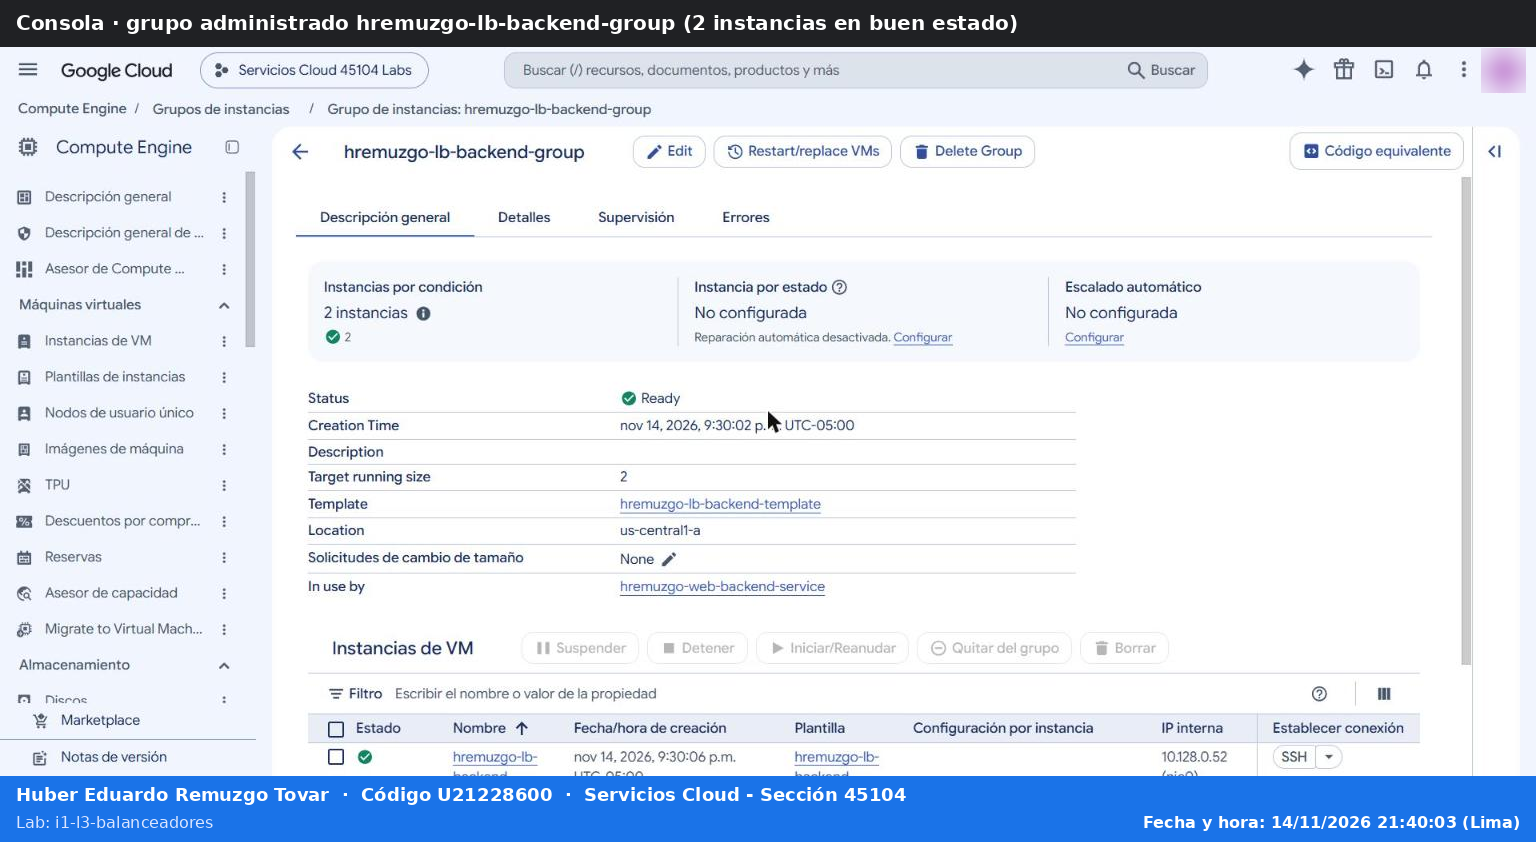 Consola · grupo administrado hremuzgo-lb-backend-group (2 instancias en buen estado)
Google Cloud
Servicios Cloud 45104 Labs
Buscar (/) recursos, documentos, productos y más
Buscar
Compute Engine / Grupos de instancias / Grupo de instancias: hremuzgo-lb-backend-group
Compute Engine
Descripción general
Descripción general de ...
Asesor de Compute ...
Máquinas virtuales
Instancias de VM
Plantillas de instancias
Nodos de usuario único
Imágenes de máquina
TPU
Descuentos por compr...
Reservas
Asesor de capacidad
Migrate to Virtual Mach...
Almacenamiento
Discos
Marketplace
Notas de versión
hremuzgo-lb-backend-group
Edit
Restart/replace VMs
Delete Group
Código equivalente
Descripción general
Detalles
Supervisión
Errores
Instancias por condición
2 instancias
2
Instancia por estado
No configurada
Reparación automática desactivada. Configurar
Escalado automático
No configurada
Configurar
Status Ready
Creation Time nov 14, 2026, 9:30:02 p. UTC-05:00
Description
Target running size 2
Template hremuzgo-lb-backend-template
Location us-central1-a
Solicitudes de cambio de tamaño None
In use by hremuzgo-web-backend-service
Instancias de VM
Suspender
Detener
Iniciar/Reanudar
Quitar del grupo
Borrar
Filtro Escribir el nombre o valor de la propiedad
Estado Nombre Fecha/hora de creación Plantilla Configuración por instancia IP interna Establecer conexión
hremuzgo-lb- nov 14, 2026, 9:30:06 p.m. hremuzgo-lb- 10.128.0.52 SSH
backend- UTC-05:00 backend- (nic0)
Huber Eduardo Remuzgo Tovar · Código U21228600 · Servicios Cloud - Sección 45104
Lab: i1-l3-balanceadores
Fecha y hora: 14/11/2026 21:40:03 (Lima)